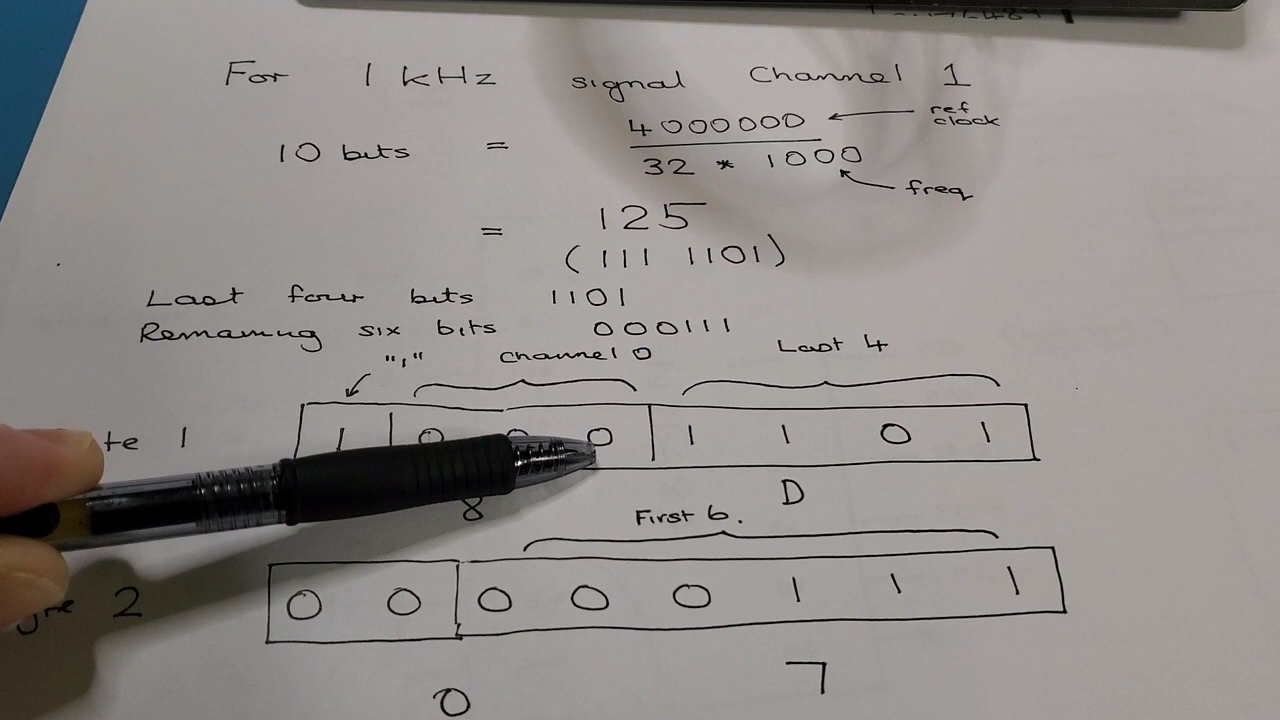 For 1 kHz signal Channel 1
4000000 ref clock
10 bits = 32 * 1000
freq
= 125
(111 1101)
Last four bits 1101
Remaining six bits 000111
"1" Channel 0 Last 4
1 0 0 0 1 1 0 1
8 D
First 6.
2 0 0 0 0 0 1 1 1
0 7